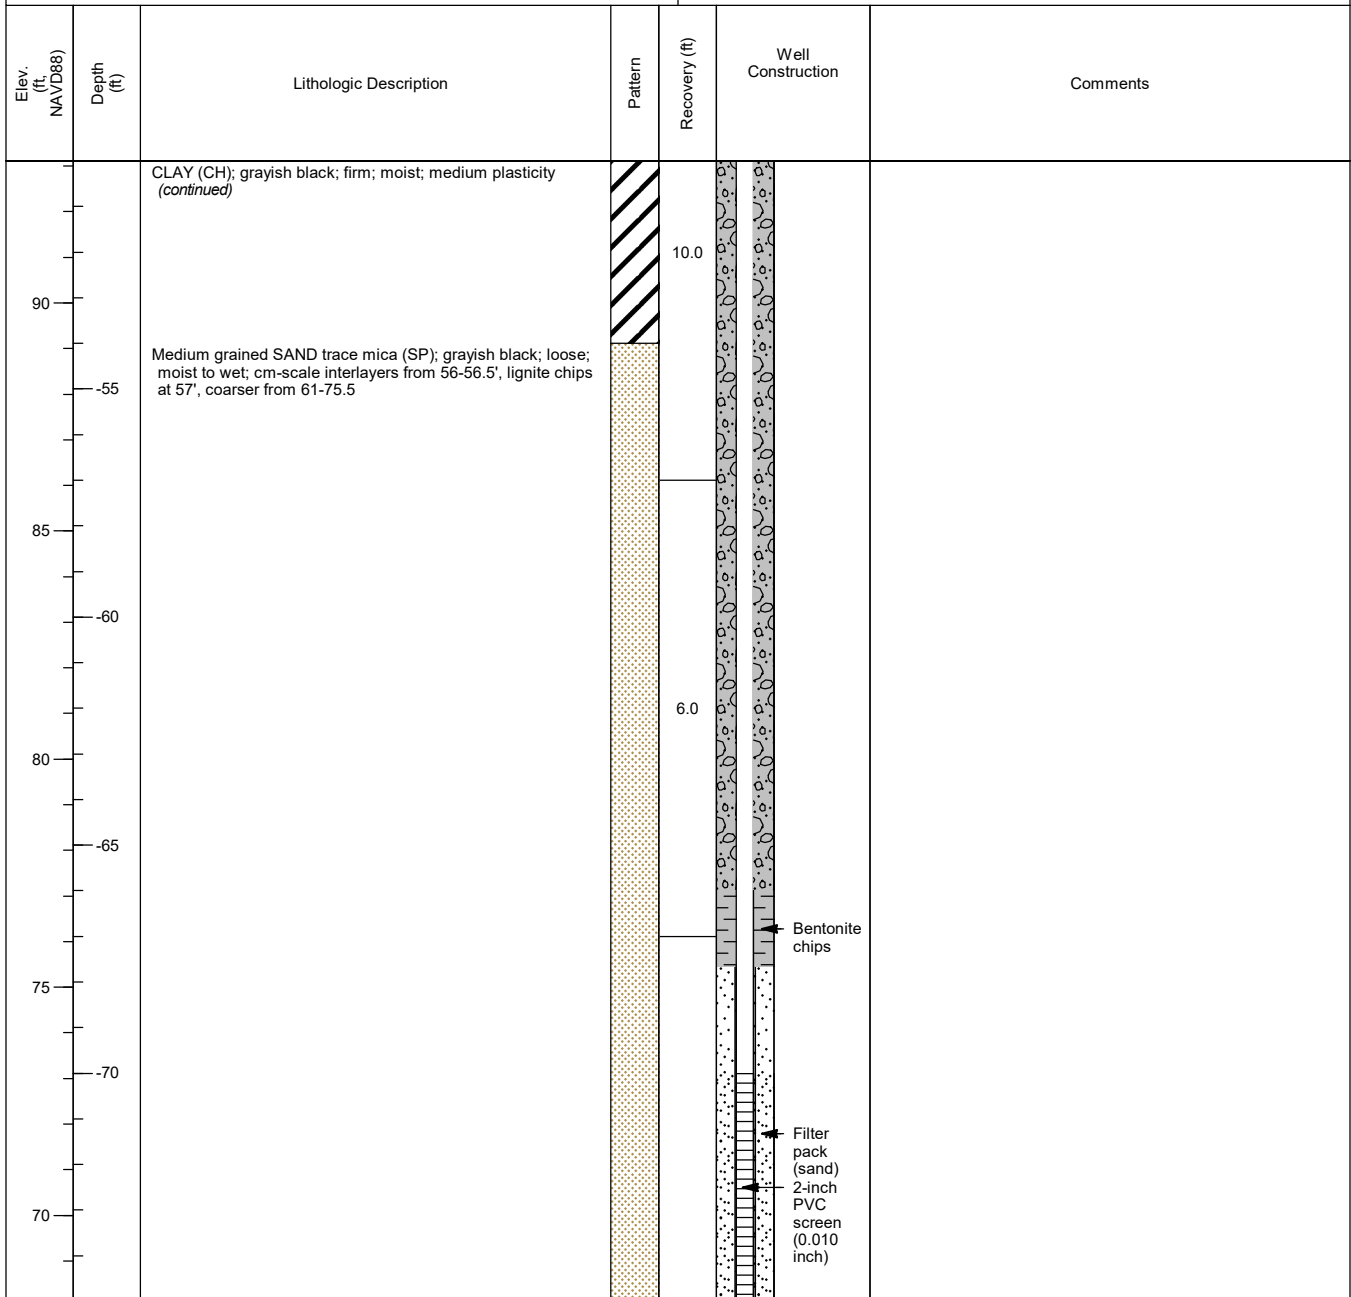 Elev.
(ft,
NAVD88)
Depth
(ft)
Lithologic Description
Pattern
Recovery (ft)
Well
Construction
Comments
CLAY (CH); grayish black; firm; moist; medium plasticity
(continued)
10.0
90
Medium grained SAND trace mica (SP); grayish black; loose;
moist to wet; cm-scale interlayers from 56-56.5', lignite chips
at 57', coarser from 61-75.5
-55
85
-60
6.0
80
-65
Bentonite
chips
75
-70
Filter
pack
(sand)
2-inch
PVC
screen
(0.010
inch)
70